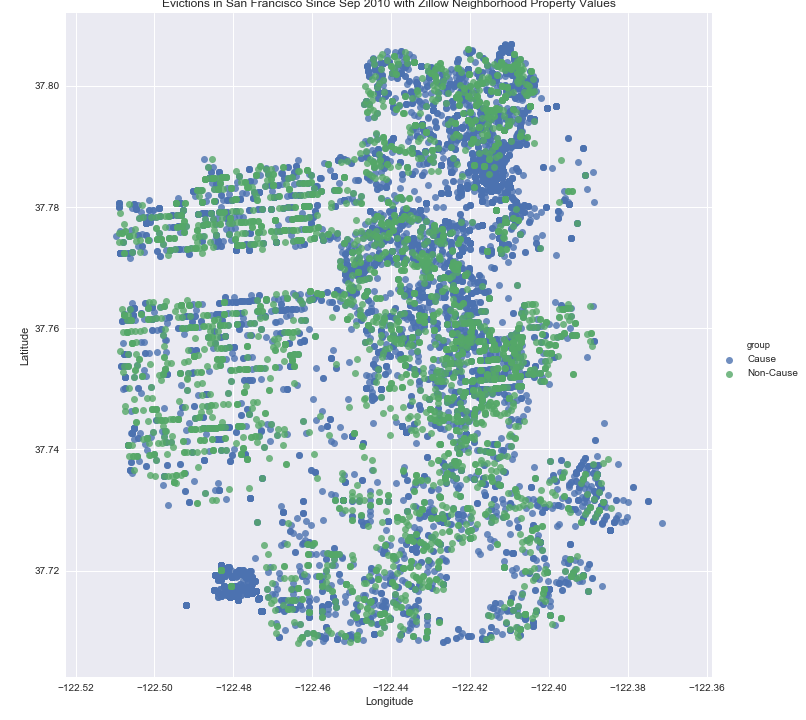 Evictions in San Francisco Since Sep 2010 with Zillow Neighborhood Property Values
37.80
37.78
37.76
37.74
37.72
Latitude
−122.52 −122.50 −122.48 −122.46 −122.44 −122.42 −122.40 −122.38 −122.36
Longitude
group
Cause
Non-Cause